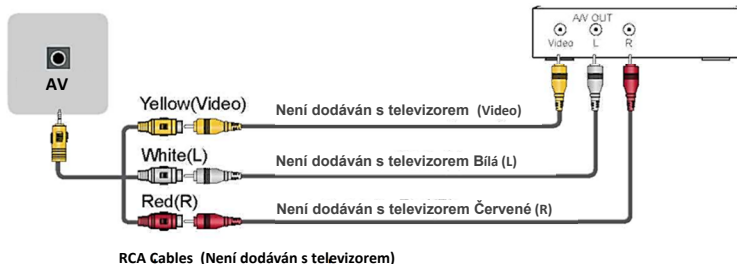 A/V OUT
Video L R
AV
Yellow(Video)
Není dodáván s televizorem (Video)
White(L)
Není dodáván s televizorem Bílá (L)
Red(R)
Není dodáván s televizorem Červené (R)
RCA Cables (Není dodáván s televizorem)